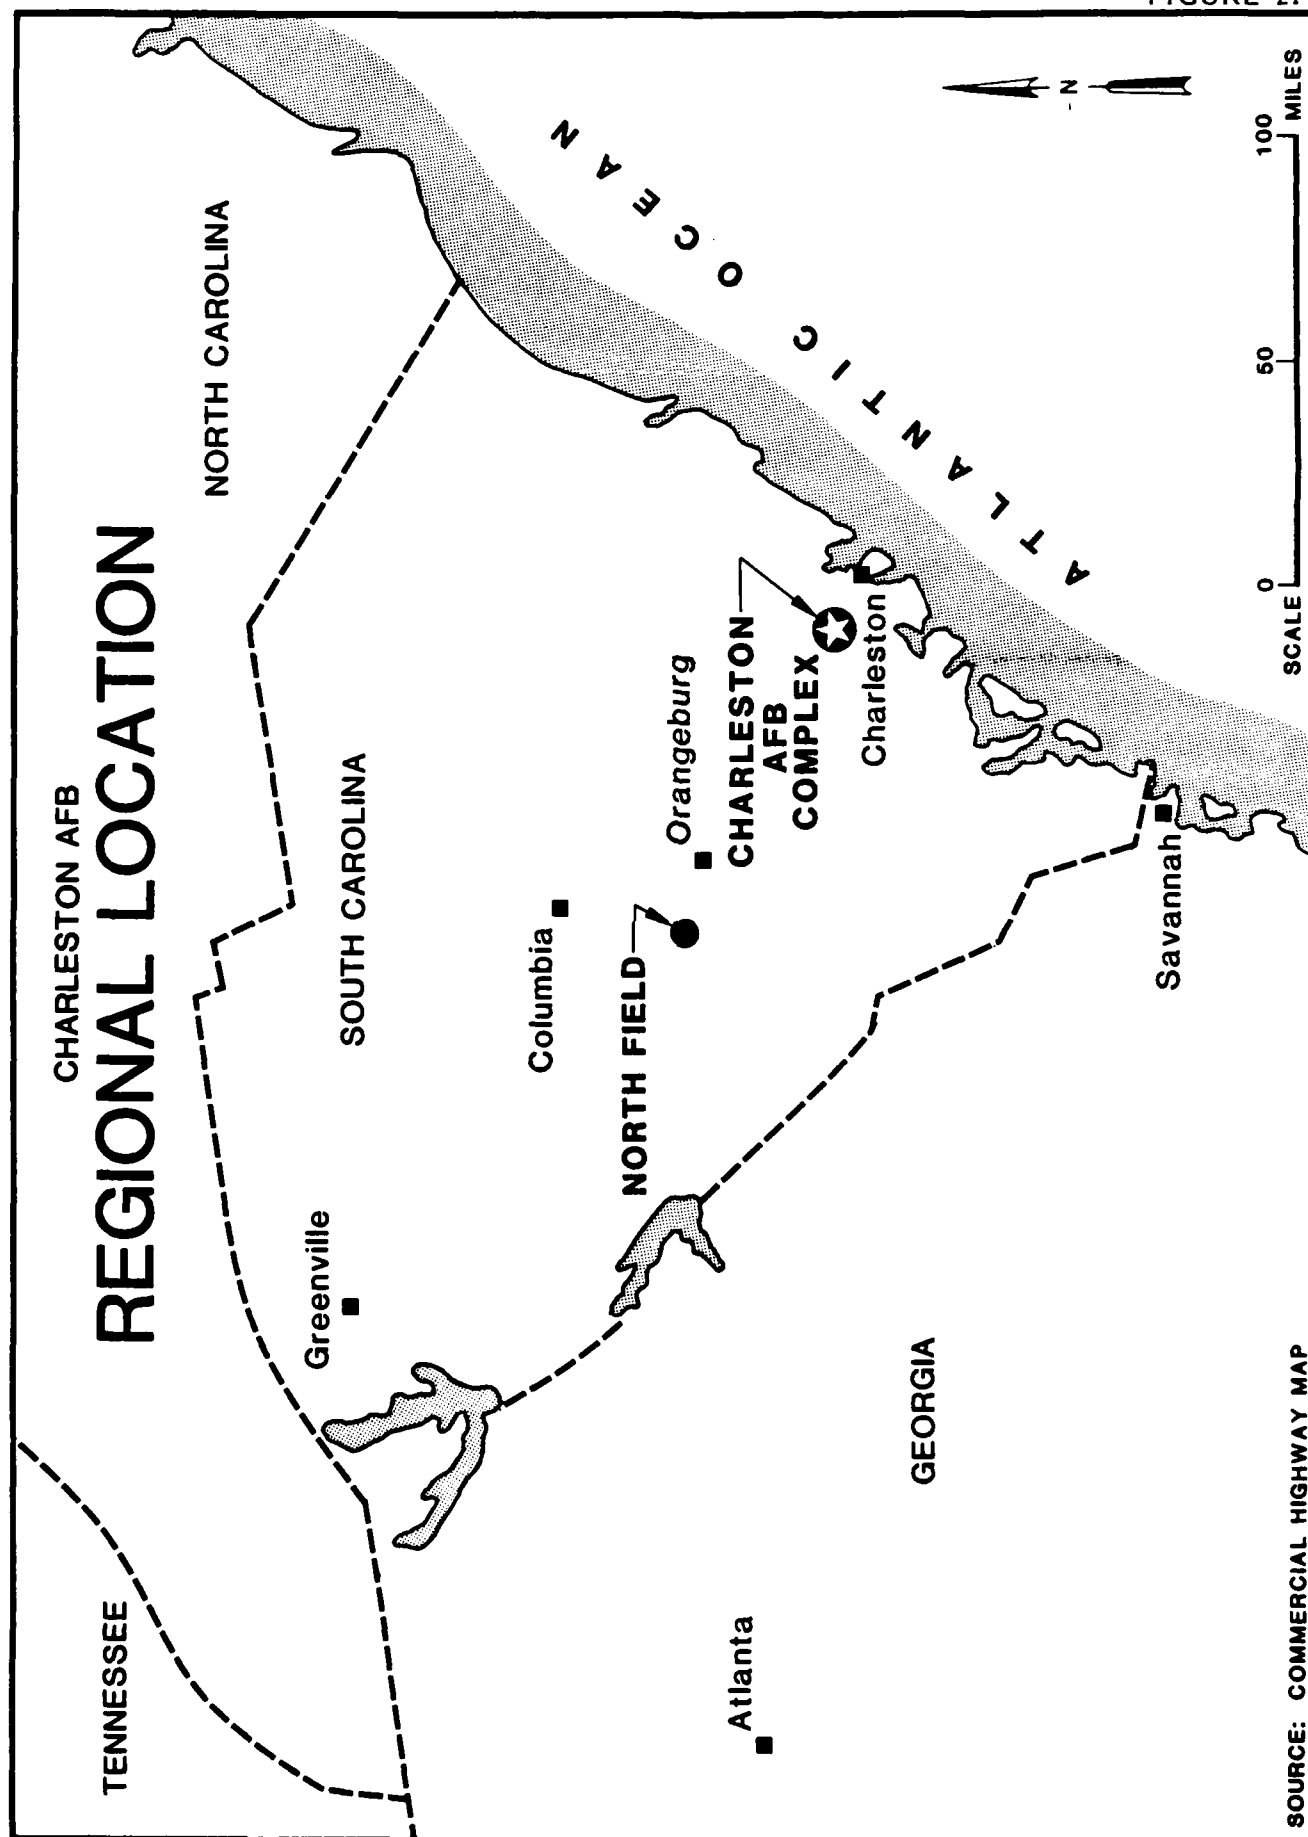 FIGURE 2.
CHARLESTON AFB
REGIONAL LOCATION
TENNESSEE
NORTH CAROLINA
Greenville
SOUTH CAROLINA
Columbia
NORTH FIELD
Orangeburg
CHARLESTON
AFB
COMPLEX
Charleston
ATLANTIC OCEAN
Atlanta
GEORGIA
Savannah
N
SCALE 0 50 100 MILES
SOURCE: COMMERCIAL HIGHWAY MAP